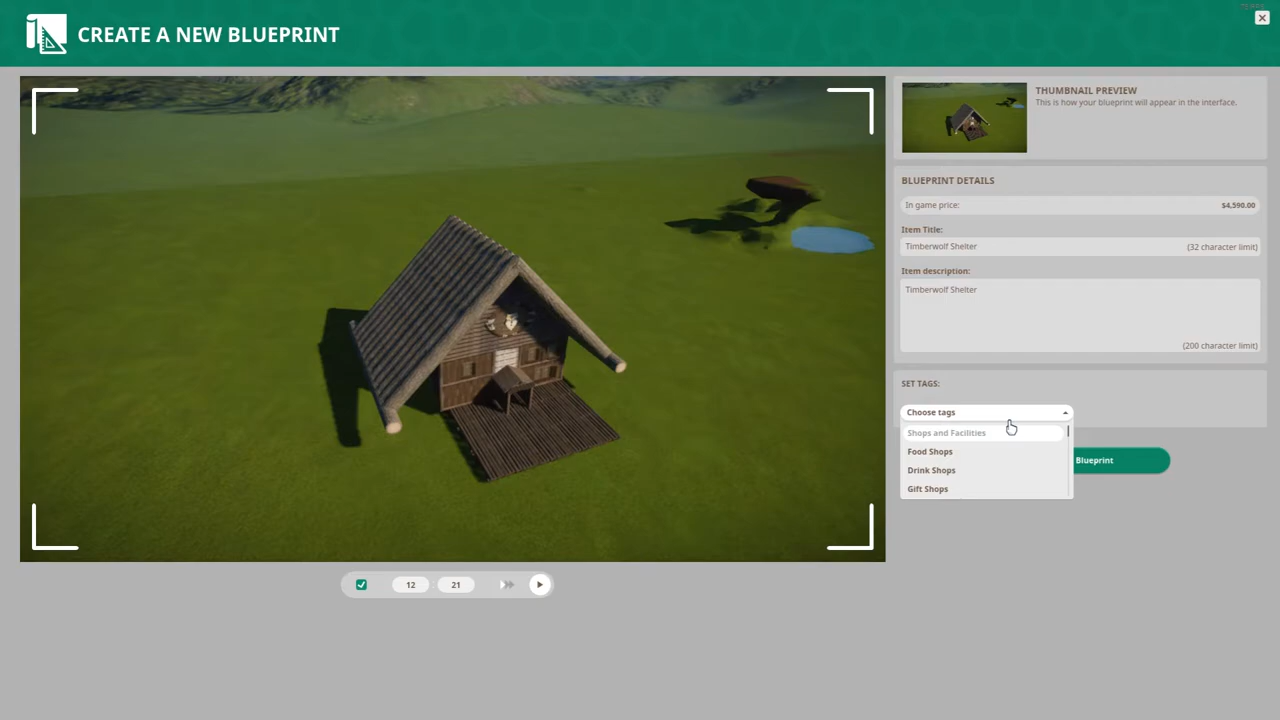 CREATE A NEW BLUEPRINT
THUMBNAIL PREVIEW
This is how your blueprint will appear in the interface.
BLUEPRINT DETAILS
In game price:
$4,590.00
Item Title:
Timberwolf Shelter
(32 character limit)
Item description:
Timberwolf Shelter
(200 character limit)
SET TAGS:
Choose tags
Shops and Facilities
Food Shops
Blueprint
Drink Shops
Gift Shops
12
21